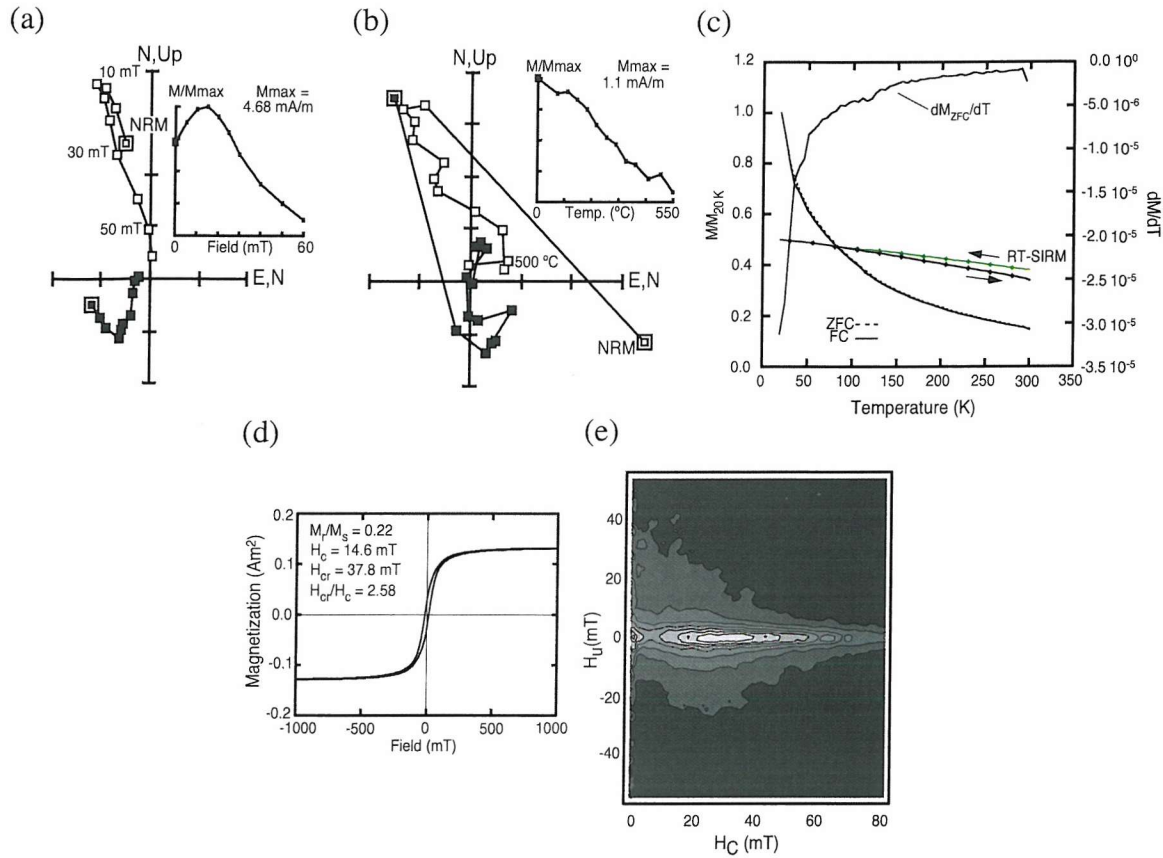 (a)
N,Up
10 mT
NRM
30 mT
50 mT
E,N
M/Mmax
Mmax =
4.68 mA/m
0
Field (mT)
60
(b)
N,Up
M/Mmax
Mmax =
1.1 mA/m
0
Temp. (ºC)
550
500 ºC
E,N
NRM
(c)
1.2
1.0
0.8
0.6
0.4
0.2
0.0
M/M20 K
0
50
100
150
200
250
300
350
Temperature (K)
0.0 10⁰
-5.0 10⁻⁶
-1.0 10⁻⁵
-1.5 10⁻⁵
-2.0 10⁻⁵
-2.5 10⁻⁵
-3.0 10⁻⁵
-3.5 10⁻⁵
dM/dT
dMZFC/dT
RT-SIRM
ZFC
FC
(d)
0.2
0.1
0.0
-0.1
-0.2
Magnetization (Am²)
Mr/Ms = 0.22
Hc = 14.6 mT
Hcr = 37.8 mT
Hcr/Hc = 2.58
-1000
-500
0
500
1000
Field (mT)
(e)
40
20
0
-20
-40
Hu(mT)
0
20
40
60
80
HC (mT)